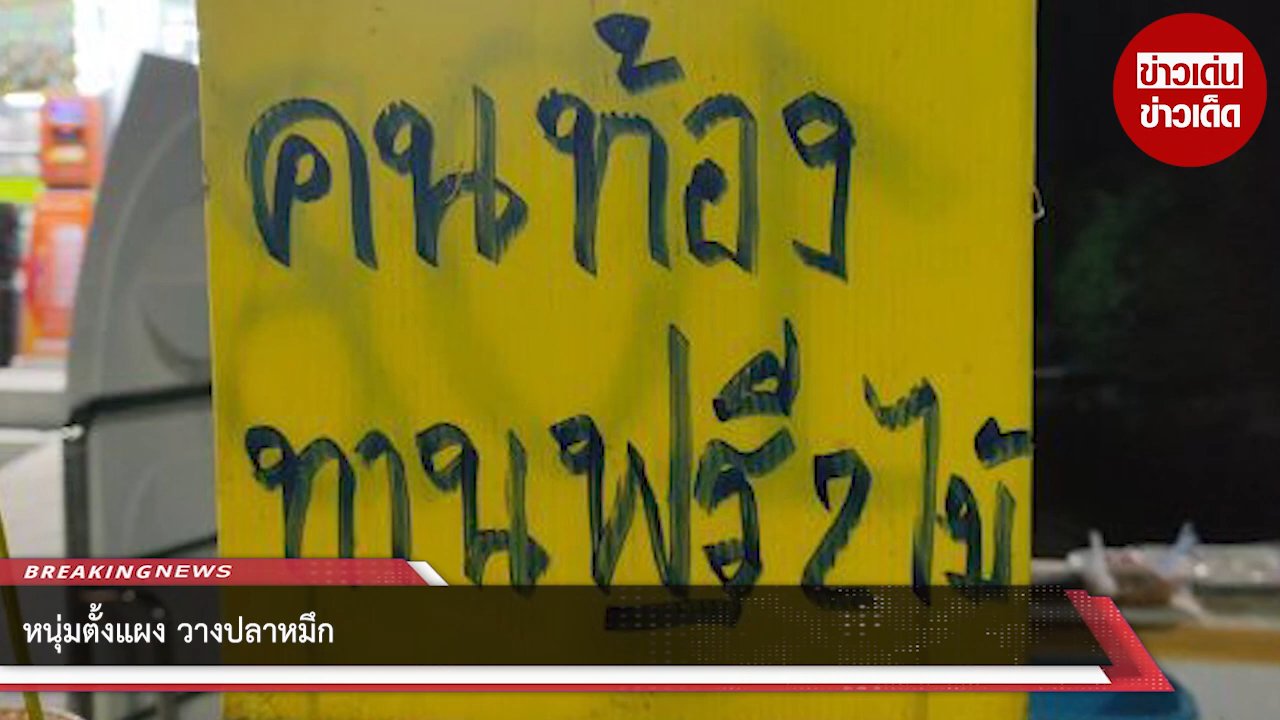 คนท้อง
ทานฟรี 2 ไม้
ข่าวเด่น
ข่าวเด็ด
BREAKINGNEWS
หนุ่มตั้งแผง วางปลาหมึก